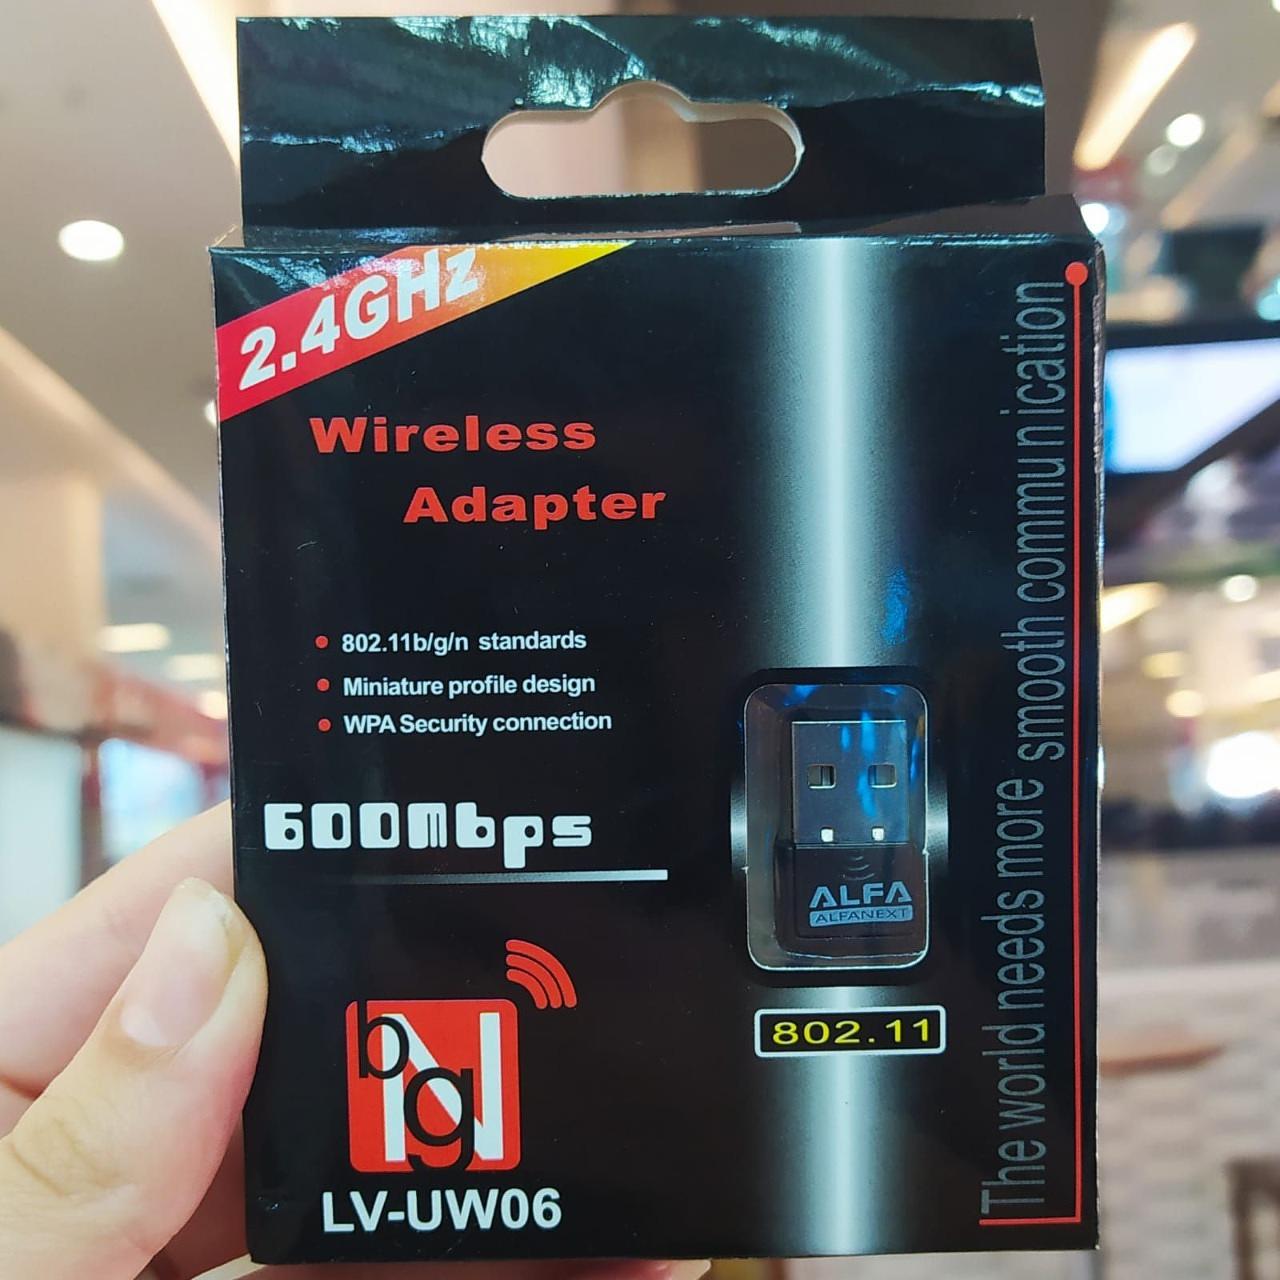 2.4GHz
Wireless
Adapter
802.11b/g/n standards
Miniature profile design
WPA Security connection
600Mbps
ALFA
ALFANEXT
802.11
bgN
LV-UW06
The world needs more smooth communication